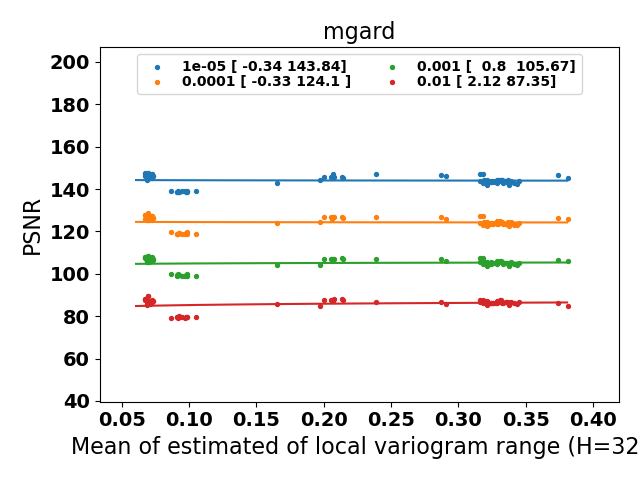 mgard
1e-05 [ -0.34 143.84]
0.0001 [ -0.33 124.1 ]
0.001 [  0.8  105.67]
0.01 [ 2.12 87.35]
PSNR
200
180
160
140
120
100
80
60
40
0.05 0.10 0.15 0.20 0.25 0.30 0.35 0.40
Mean of estimated of local variogram range (H=32